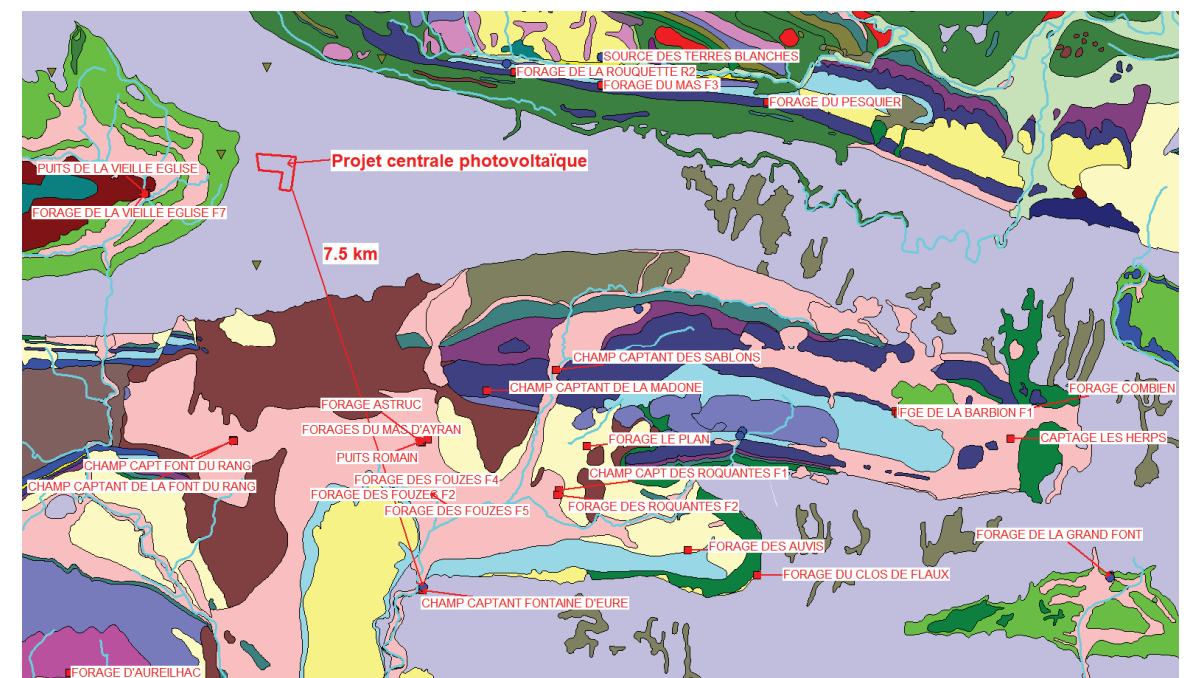 SOURCE DES TERRES BLANCHES
FORAGE DE LA ROUQUETTE R2
FORAGE DU MAS F3
FORAGE DU PESQUIER
Projet centrale photovoltaïque
PUITS DE LA VIEILLE EGLISE
FORAGE DE LA VIEILLE EGLISE F7
7.5 km
CHAMP CAPTANT DES SABLONS
CHAMP CAPTANT DE LA MADONE
FORAGE COMBIEN
FORAGE ASTRUC
FGE DE LA BARBION F1
FORAGES DU MAS D'AYRAN
FORAGE LE PLAN
CAPTAGE LES HERPS
PUITS ROMAIN
CHAMP CAPT FONT DU RANG
CHAMP CAPT DES ROQUANTES F1
FORAGE DES FOUZES F4
CHAMP CAPTANT DE LA FONT DU RANG
FORAGE DES FOUZES F2
FORAGE DES ROQUANTES F2
FORAGE DES FOUZES F5
FORAGE DE LA GRAND FONT
FORAGE DES AUVIS
FORAGE DU CLOS DE FLAUX
CHAMP CAPTANT FONTAINE D'EURE
FORAGE D'AUREILHAC